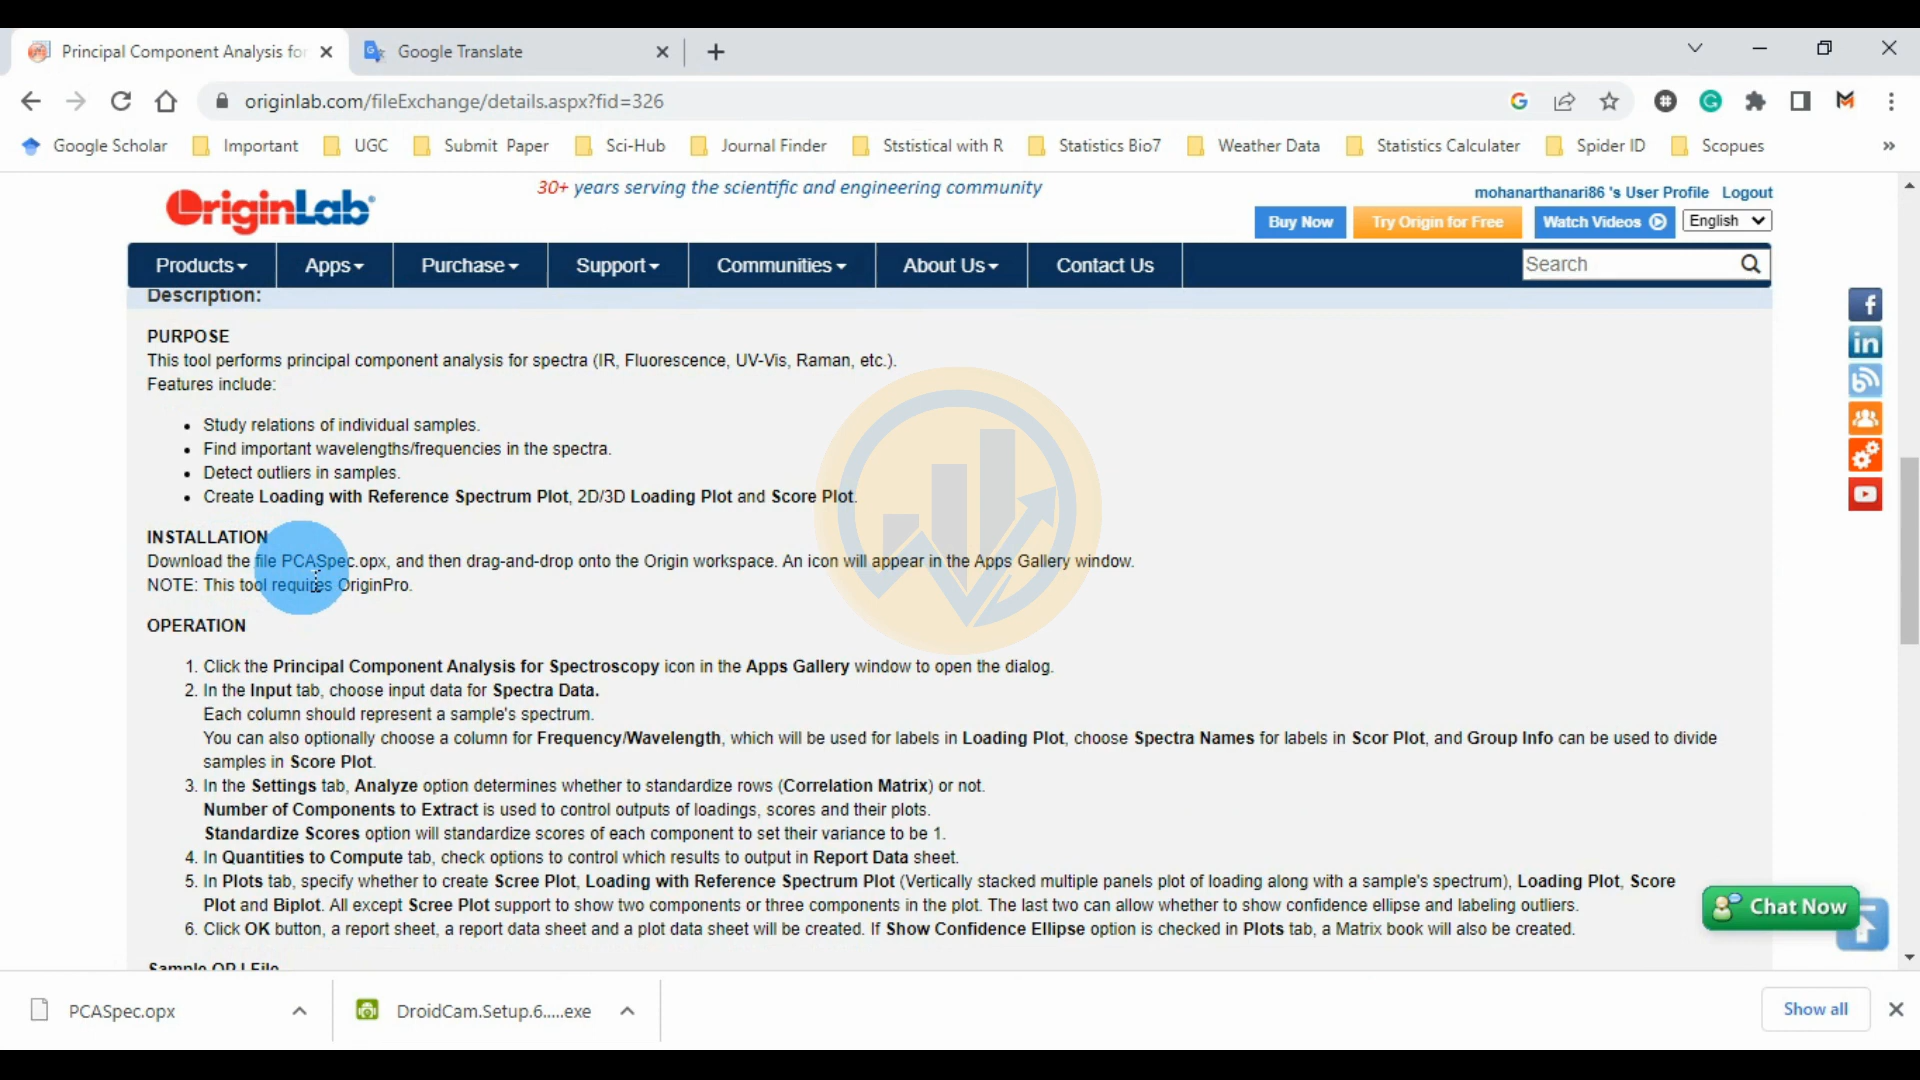 Principal Component Analysis for
Google Translate
originlab.com/fileExchange/details.aspx?fid=326
Google Scholar
Important
UGC
Submit Paper
Sci-Hub
Journal Finder
Ststistical with R
Statistics Bio7
Weather Data
Statistics Calculater
Spider ID
Scopues
»
OriginLab®
30+ years serving the scientific and engineering community
mohanarthanari86 's User Profile Logout
Buy Now
Try Origin for Free
Watch Videos
English
Products
Apps
Purchase
Support
Communities
About Us
Contact Us
Search
Description:
PURPOSE
This tool performs principal component analysis for spectra (IR, Fluorescence, UV-Vis, Raman, etc.).
Features include:
• Study relations of individual samples.
• Find important wavelengths/frequencies in the spectra.
• Detect outliers in samples.
• Create Loading with Reference Spectrum Plot, 2D/3D Loading Plot and Score Plot.
INSTALLATION
Download the file PCASpec.opx, and then drag-and-drop onto the Origin workspace. An icon will appear in the Apps Gallery window.
NOTE: This tool requires OriginPro.
OPERATION
1. Click the Principal Component Analysis for Spectroscopy icon in the Apps Gallery window to open the dialog.
2. In the Input tab, choose input data for Spectra Data.
Each column should represent a sample's spectrum.
You can also optionally choose a column for Frequency/Wavelength, which will be used for labels in Loading Plot, choose Spectra Names for labels in Scor Plot, and Group Info can be used to divide
samples in Score Plot.
3. In the Settings tab, Analyze option determines whether to standardize rows (Correlation Matrix) or not.
Number of Components to Extract is used to control outputs of loadings, scores and their plots.
Standardize Scores option will standardize scores of each component to set their variance to be 1.
4. In Quantities to Compute tab, check options to control which results to output in Report Data sheet.
5. In Plots tab, specify whether to create Scree Plot, Loading with Reference Spectrum Plot (Vertically stacked multiple panels plot of loading along with a sample's spectrum), Loading Plot, Score
Plot and Biplot. All except Scree Plot support to show two components or three components in the plot. The last two can allow whether to show confidence ellipse and labeling outliers.
6. Click OK button, a report sheet, a report data sheet and a plot data sheet will be created. If Show Confidence Ellipse option is checked in Plots tab, a Matrix book will also be created.
Sample OPJ File
Chat Now
PCASpec.opx
DroidCam.Setup.6.....exe
Show all